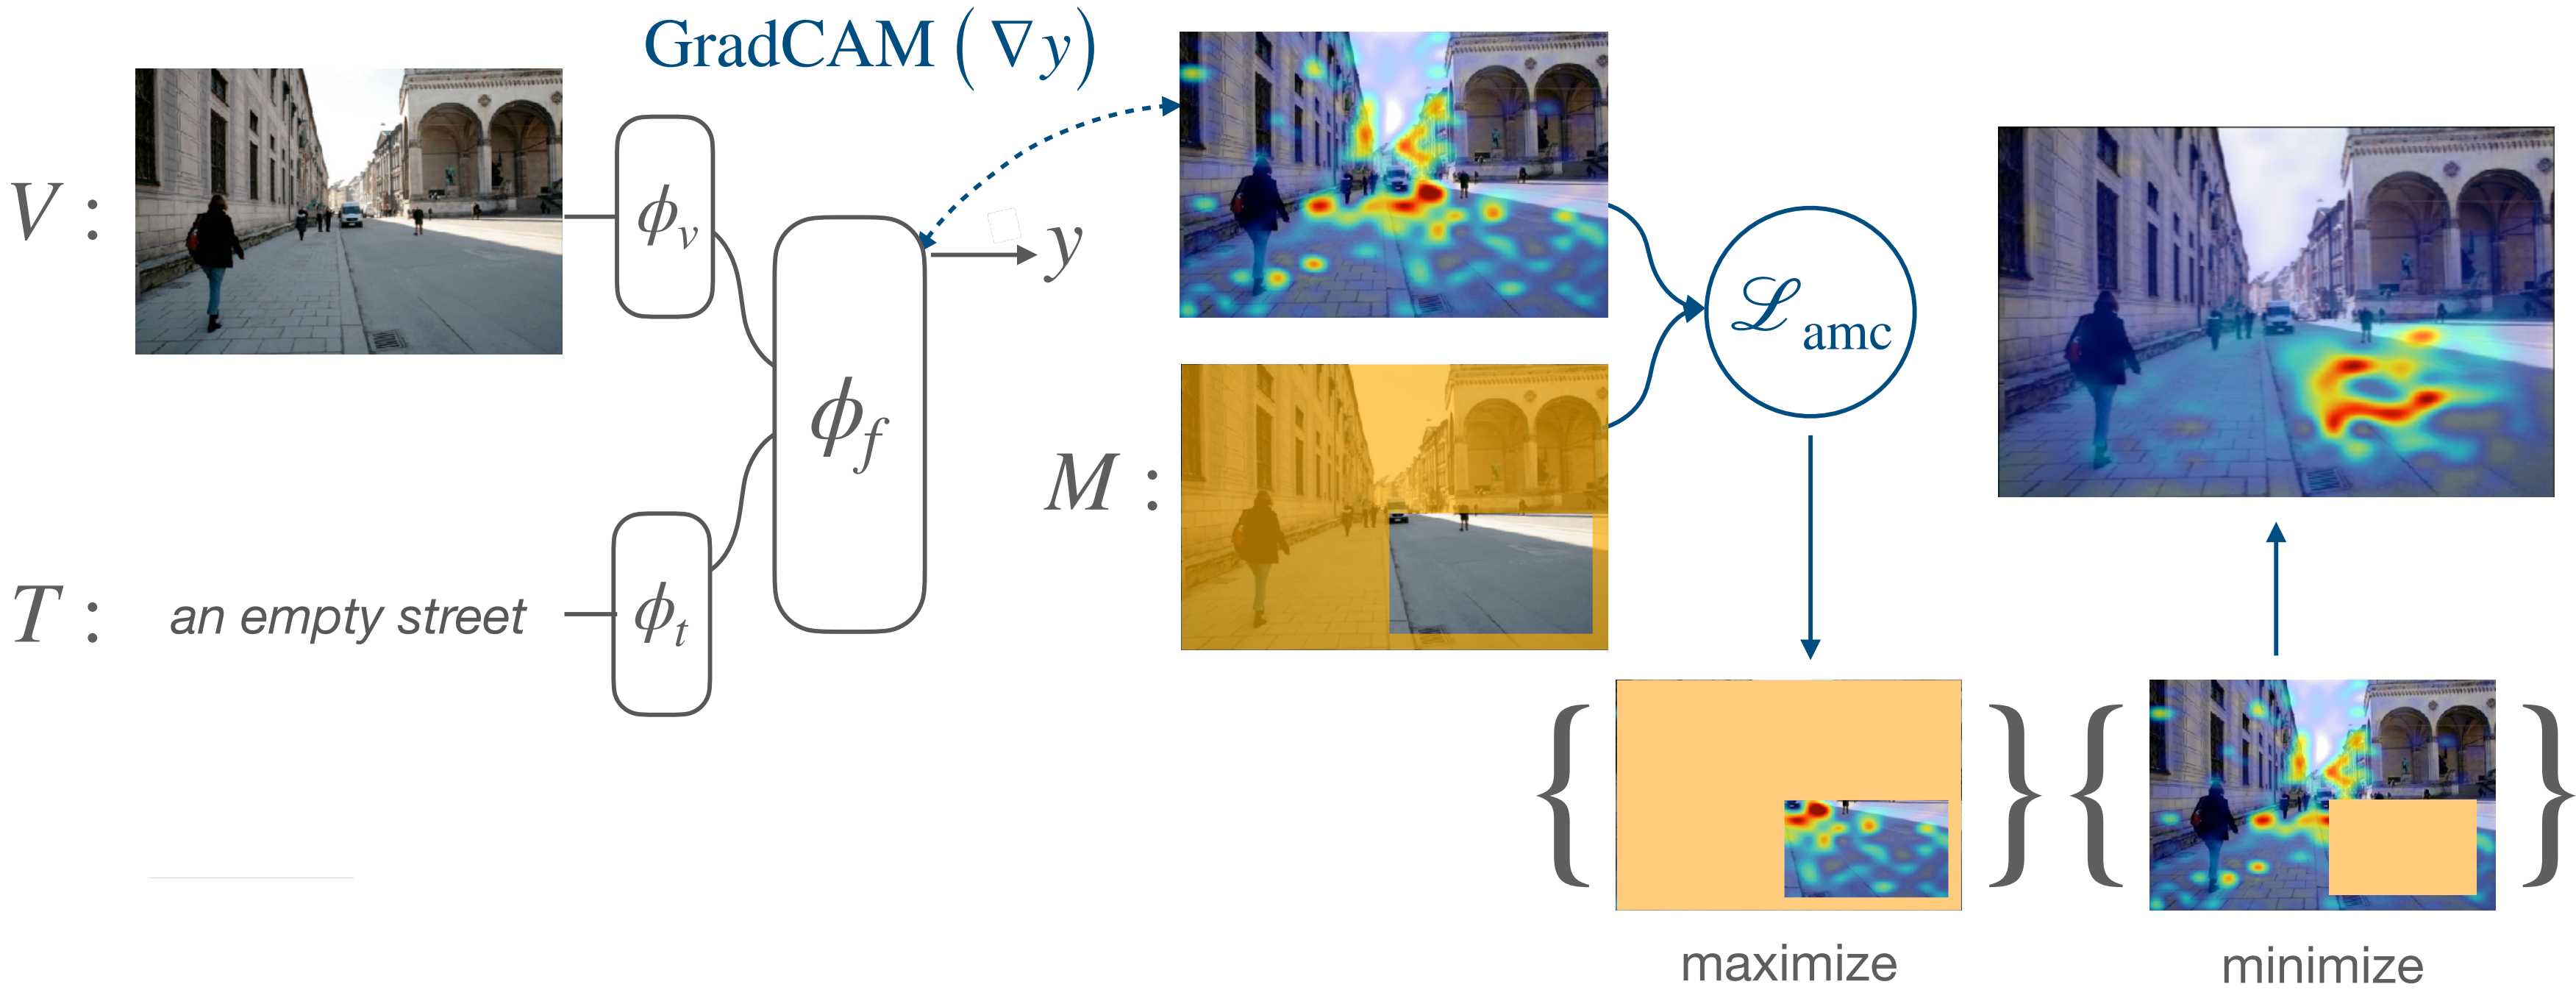 GradCAM (∇y)
V :
ϕv
y
ϕf
ℒamc
M :
T : an empty street
ϕt
{ } { }
maximize
minimize